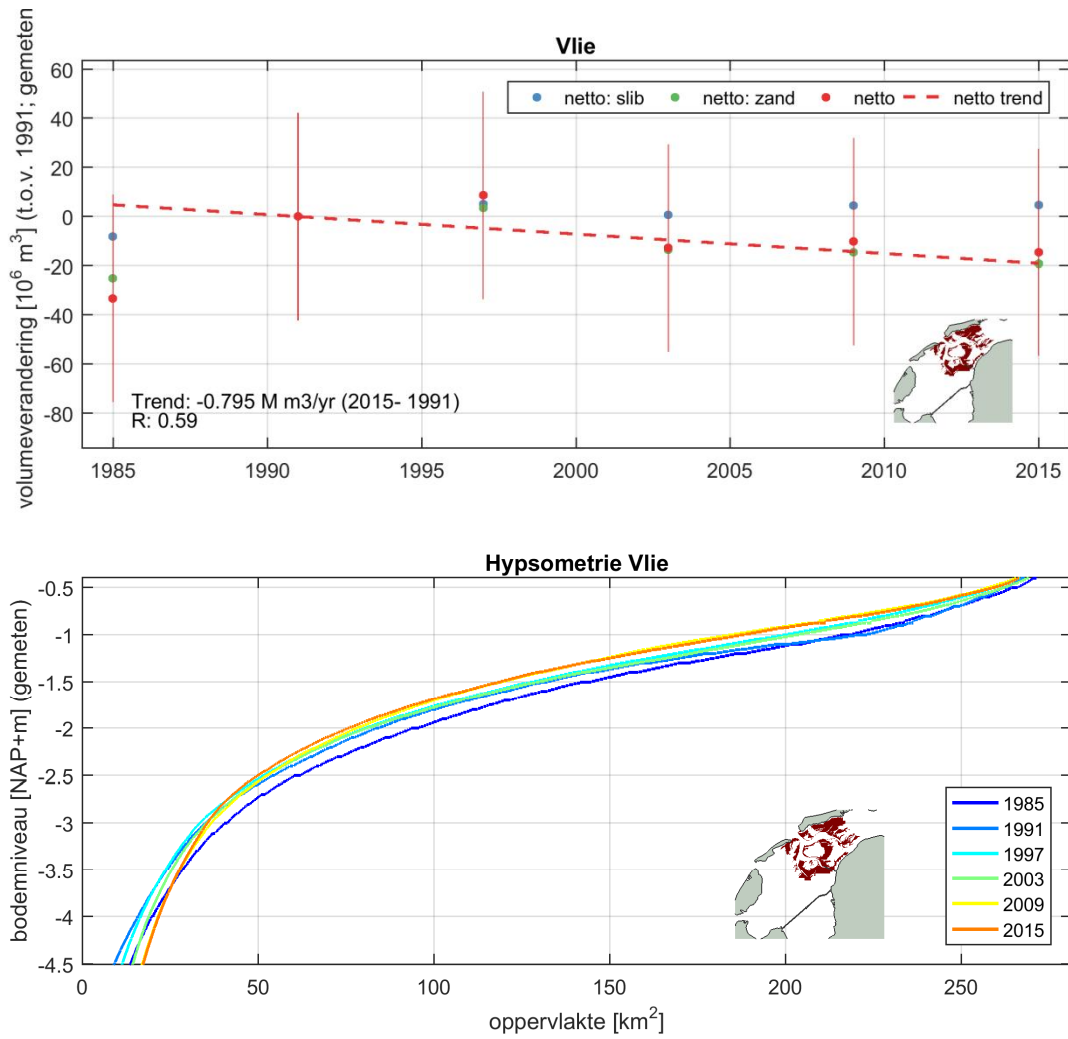 Vlie
volumeverandering [10⁶ m³] (t.o.v. 1991; gemeten
60
40
20
0
-20
-40
-60
-80
netto: slib netto: zand netto netto trend
Trend: -0.795 M m3/yr (2015- 1991)
R: 0.59
1985 1990 1995 2000 2005 2010 2015
Hypsometrie Vlie
bodemniveau [NAP+m] (gemeten)
-0.5
-1
-1.5
-2
-2.5
-3
-3.5
-4
-4.5
1985
1991
1997
2003
2009
2015
0 50 100 150 200 250
oppervlakte [km²]